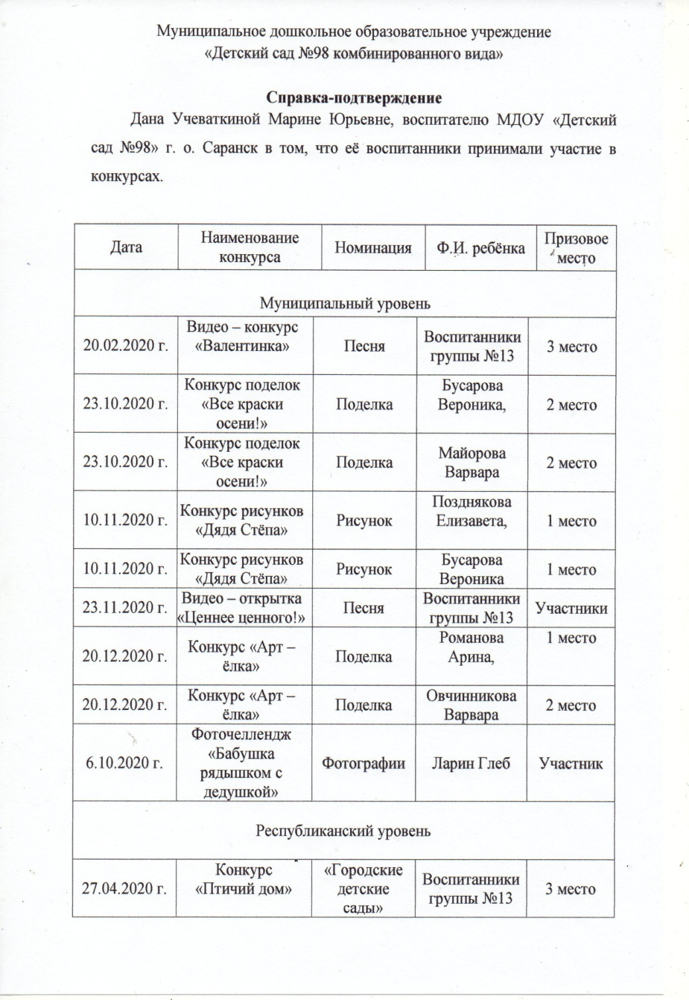 Муниципальное дошкольное образовательное учреждение
«Детский сад №98 комбинированного вида»
Справка-подтверждение
Дана Учеваткиной Марине Юрьевне, воспитателю МДОУ «Детский
сад №98» г. о. Саранск в том, что её воспитанники принимали участие в
конкурсах.
Дата
Наименование
конкурса
Номинация
Ф.И. ребёнка
Призовое
место
Муниципальный уровень
20.02.2020 г.
Видео – конкурс
«Валентинка»
Песня
Воспитанники
группы №13
3 место
23.10.2020 г.
Конкурс поделок
«Все краски
осени!»
Поделка
Бусарова
Вероника,
2 место
23.10.2020 г.
Конкурс поделок
«Все краски
осени!»
Поделка
Майорова
Варвара
2 место
10.11.2020 г.
Конкурс рисунков
«Дядя Стёпа»
Рисунок
Позднякова
Елизавета,
1 место
10.11.2020 г.
Конкурс рисунков
«Дядя Стёпа»
Рисунок
Бусарова
Вероника
1 место
23.11.2020 г.
Видео – открытка
«Ценнее ценного!»
Песня
Воспитанники
группы №13
Участники
20.12.2020 г.
Конкурс «Арт –
ёлка»
Поделка
Романова
Арина,
1 место
20.12.2020 г.
Конкурс «Арт –
ёлка»
Поделка
Овчинникова
Варвара
2 место
6.10.2020 г.
Фоточеллендж
«Бабушка
рядышком с
дедушкой»
Фотографии
Ларин Глеб
Участник
Республиканский уровень
27.04.2020 г.
Конкурс
«Птичий дом»
«Городские
детские
сады»
Воспитанники
группы №13
3 место